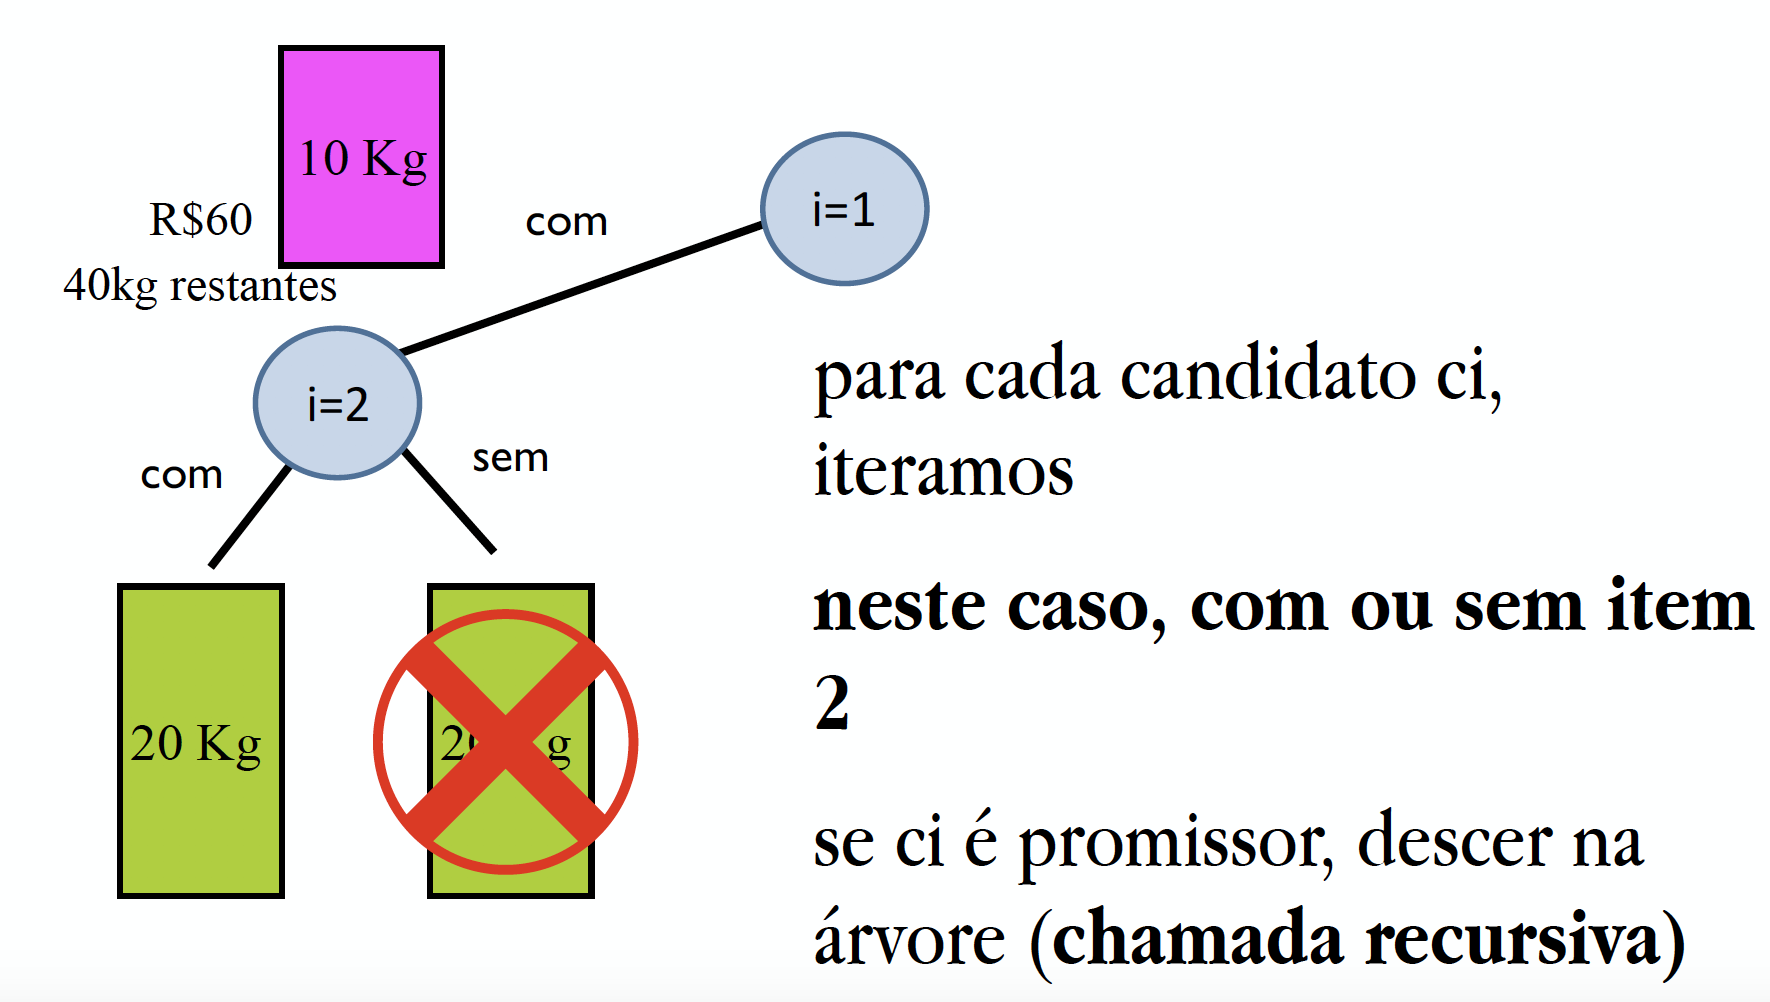 10 Kg
R$60
com
i=1
40kg restantes
i=2
com
sem
20 Kg
para cada candidato ci,
iteramos
neste caso, com ou sem item
2
se ci é promissor, descer na
árvore (chamada recursiva)